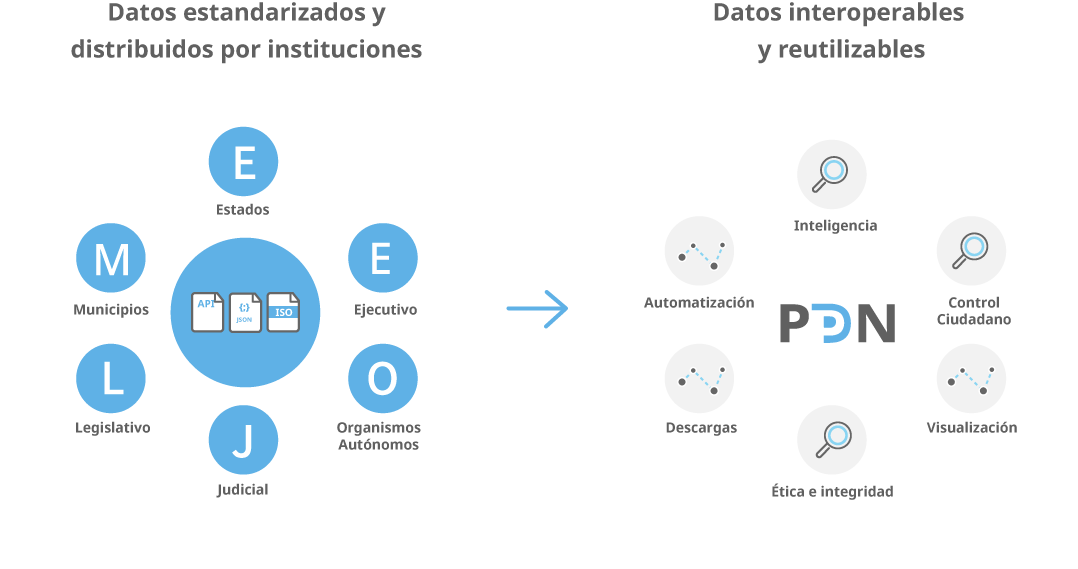 Datos estandarizados y
distribuidos por instituciones
E
Estados
M
Municipios
E
Ejecutivo
API
{;}
JSON
ISO
L
Legislativo
O
Organismos
Autónomos
J
Judicial
Datos interoperables
y reutilizables
Inteligencia
Automatización
Control
Ciudadano
PDN
Descargas
Visualización
Ética e integridad